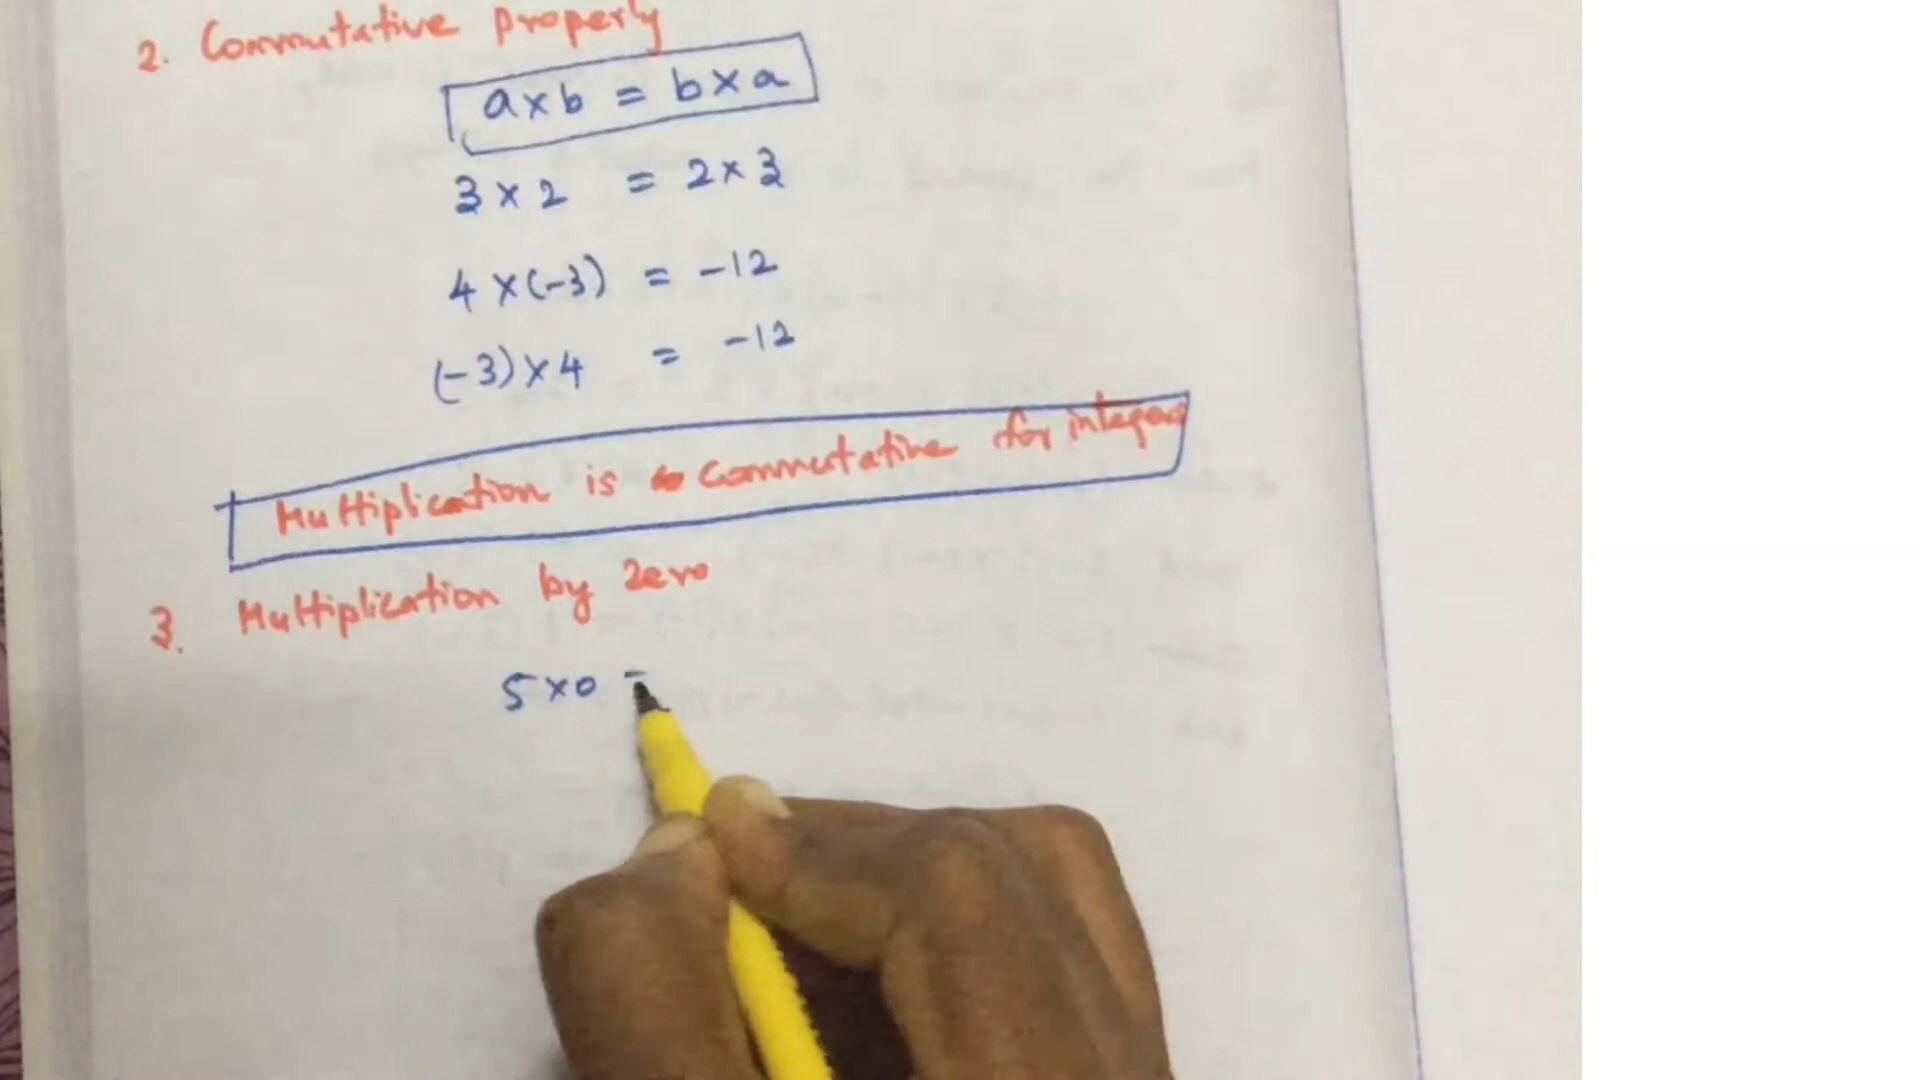 2. Commutative Property
a×b = b×a
3 × 2 = 2 × 3
4 ×(-3) = -12
(-3)×4 = -12
Multiplication is commutative for integers
3. Multiplication by zero
5×0 =